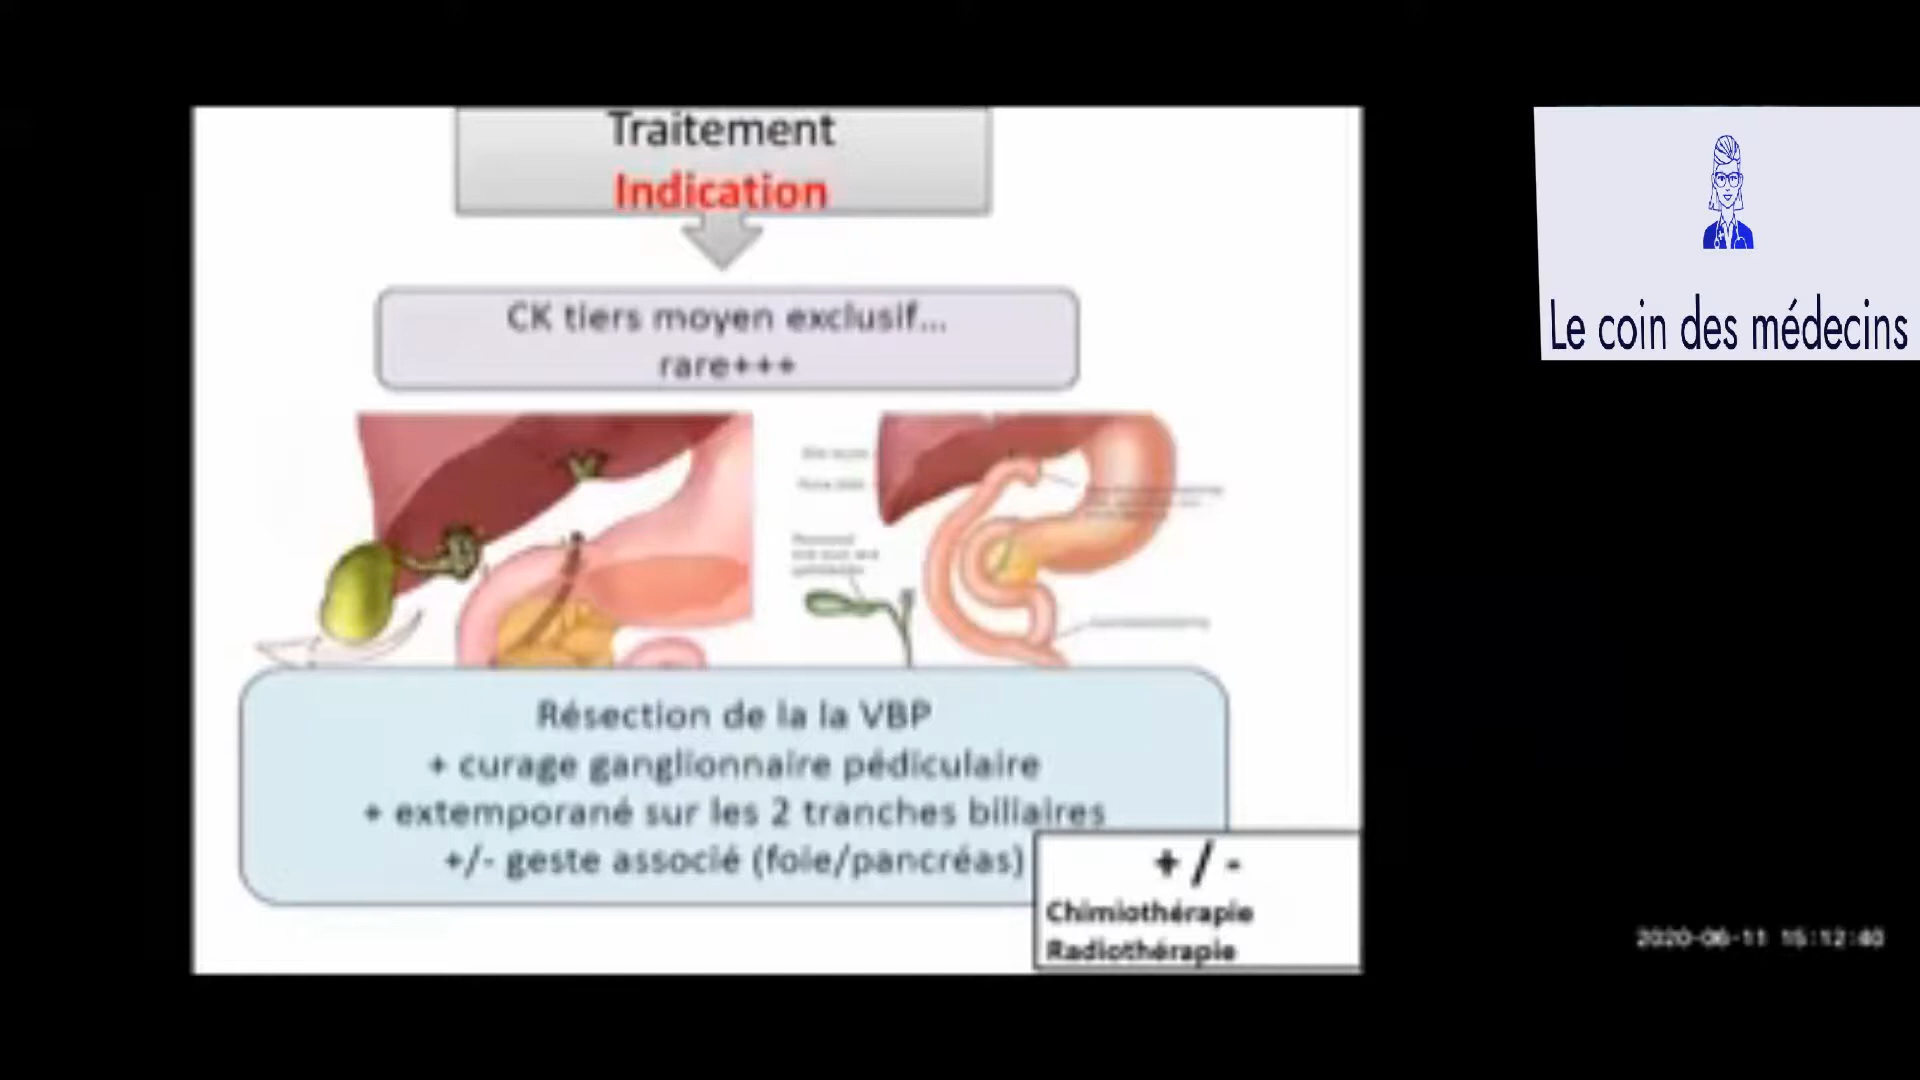 Traitement
Indication
CK tiers moyen exclusif...
rare+++
Résection de la la VBP
+ curage ganglionnaire pédiculaire
+ extemporané sur les 2 tranches biliaires
+/- geste associé (foie/pancréas)
+ / -
Chimiothérapie
Radiothérapie
Le coin des médecins
2020-06-11 15:12:40